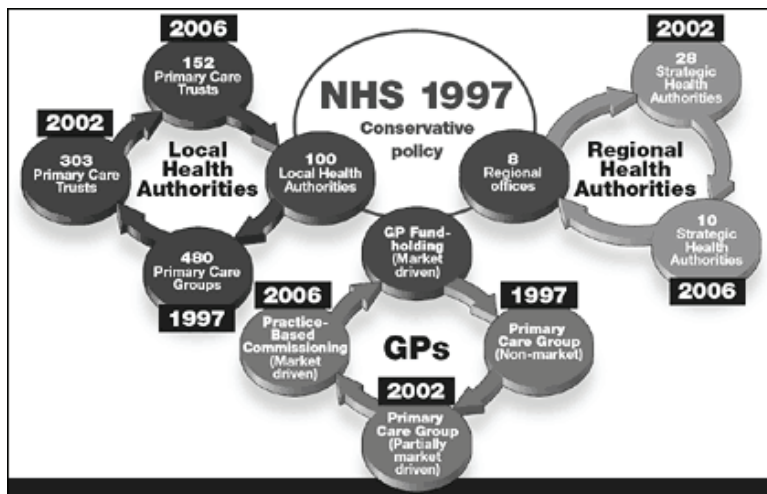 NHS 1997
Conservative
policy
Local
Health
Authorities
100
Local Health
Authorities
1997
480
Primary Care
Groups
2002
303
Primary Care
Trusts
2006
152
Primary Care
Trusts
Regional
Health
Authorities
8
Regional
offices
2002
28
Strategic
Health
Authorities
10
Strategic
Health
Authorities
2006
GPs
GP Fund-
holding
(Market
driven)
1997
Primary
Care Group
(Non-market)
2002
Primary
Care Group
(Partially
market
driven)
2006
Practice-
Based
Commissioning
(Market
driven)